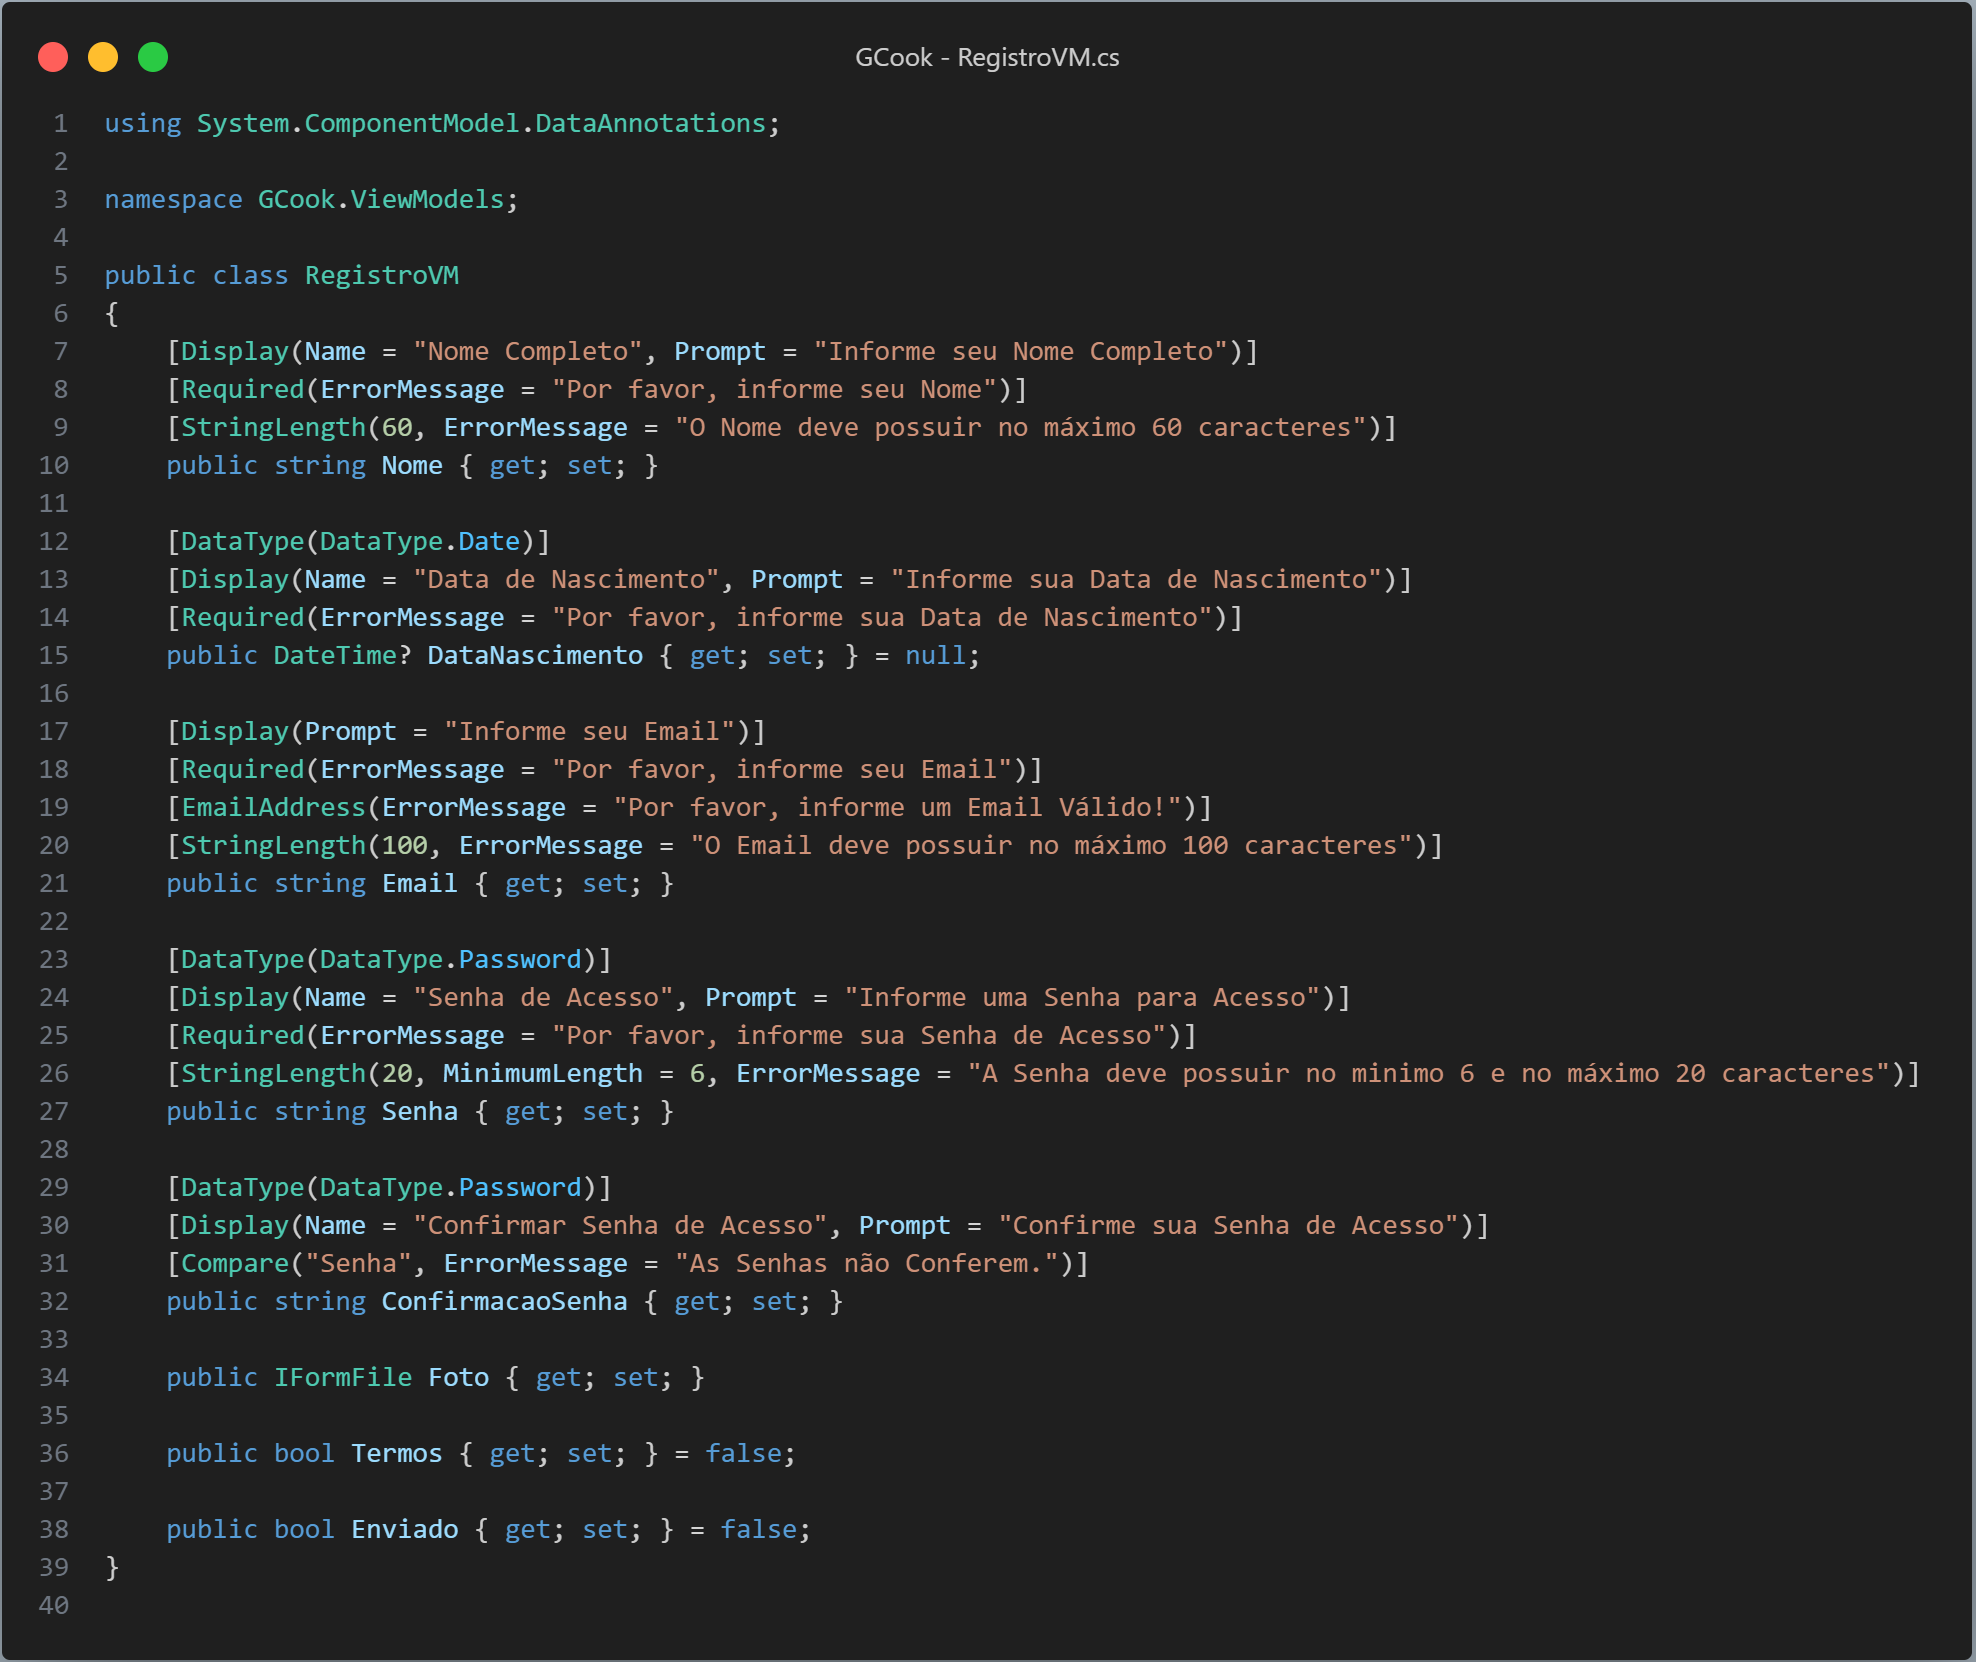 GCook - RegistroVM.cs
1 using System.ComponentModel.DataAnnotations;
2
3 namespace GCook.ViewModels;
4
5 public class RegistroVM
6 {
7     [Display(Name = "Nome Completo", Prompt = "Informe seu Nome Completo")]
8     [Required(ErrorMessage = "Por favor, informe seu Nome")]
9     [StringLength(60, ErrorMessage = "O Nome deve possuir no máximo 60 caracteres")]
10     public string Nome { get; set; }
11
12     [DataType(DataType.Date)]
13     [Display(Name = "Data de Nascimento", Prompt = "Informe sua Data de Nascimento")]
14     [Required(ErrorMessage = "Por favor, informe sua Data de Nascimento")]
15     public DateTime? DataNascimento { get; set; } = null;
16
17     [Display(Prompt = "Informe seu Email")]
18     [Required(ErrorMessage = "Por favor, informe seu Email")]
19     [EmailAddress(ErrorMessage = "Por favor, informe um Email Válido!")]
20     [StringLength(100, ErrorMessage = "O Email deve possuir no máximo 100 caracteres")]
21     public string Email { get; set; }
22
23     [DataType(DataType.Password)]
24     [Display(Name = "Senha de Acesso", Prompt = "Informe uma Senha para Acesso")]
25     [Required(ErrorMessage = "Por favor, informe sua Senha de Acesso")]
26     [StringLength(20, MinimumLength = 6, ErrorMessage = "A Senha deve possuir no minimo 6 e no máximo 20 caracteres")]
27     public string Senha { get; set; }
28
29     [DataType(DataType.Password)]
30     [Display(Name = "Confirmar Senha de Acesso", Prompt = "Confirme sua Senha de Acesso")]
31     [Compare("Senha", ErrorMessage = "As Senhas não Conferem.")]
32     public string ConfirmacaoSenha { get; set; }
33
34     public IFormFile Foto { get; set; }
35
36     public bool Termos { get; set; } = false;
37
38     public bool Enviado { get; set; } = false;
39 }
40